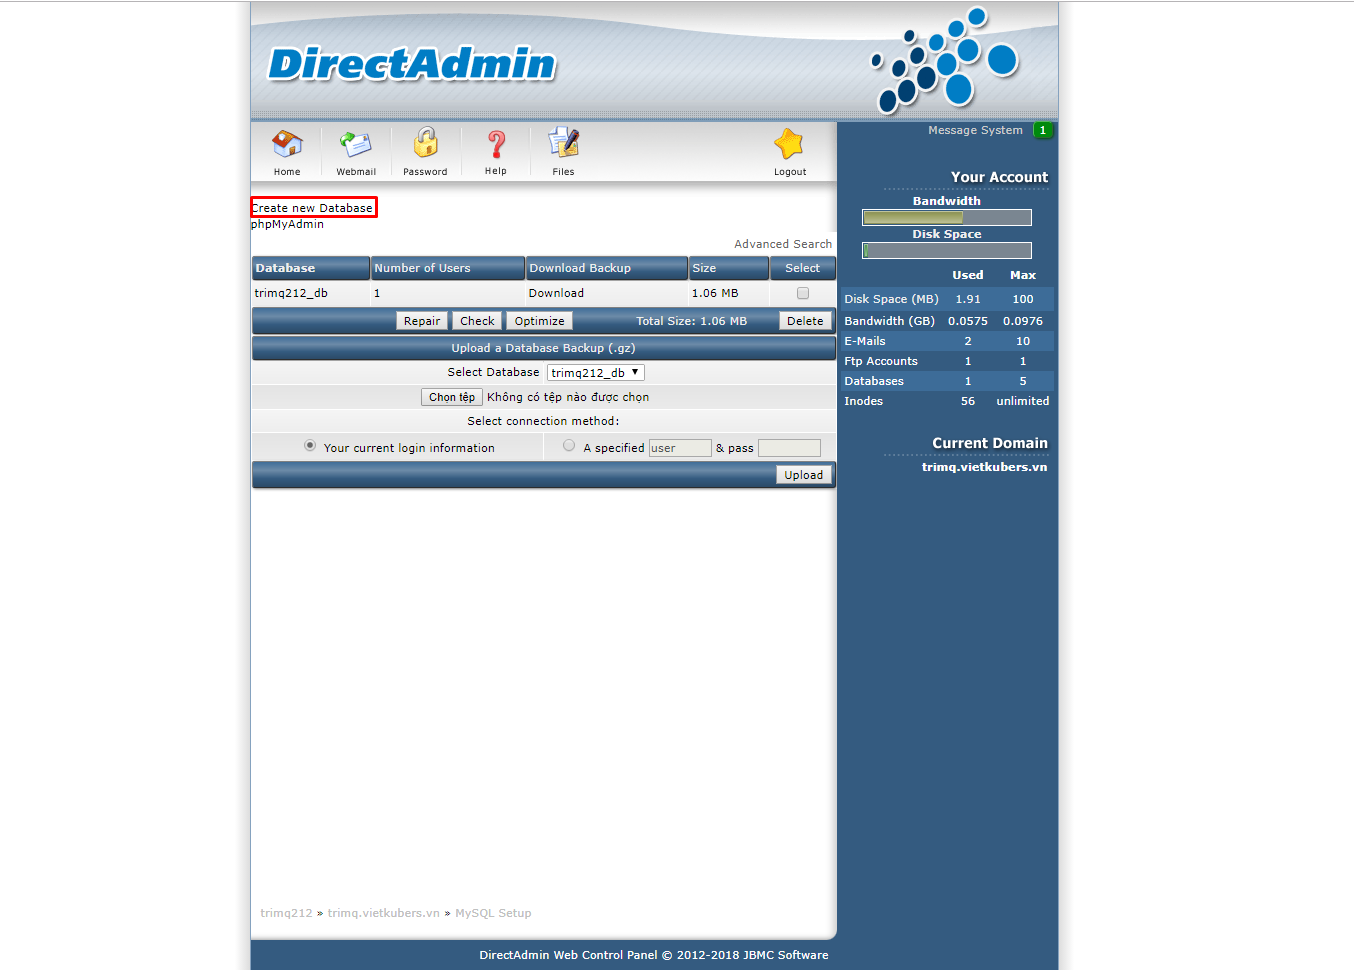 DirectAdmin
Home Webmail Password Help Files Logout
Message System 1
Create new Database
phpMyAdmin
Advanced Search
Database Number of Users Download Backup Size Select
trimq212_db 1 Download 1.06 MB
Repair Check Optimize Total Size: 1.06 MB Delete
Upload a Database Backup (.gz)
Select Database trimq212_db
Chọn tệp Không có tệp nào được chọn
Select connection method:
Your current login information A specified user & pass
Upload
Your Account
Bandwidth
Disk Space
Used Max
Disk Space (MB) 1.91 100
Bandwidth (GB) 0.0575 0.0976
E-Mails 2 10
Ftp Accounts 1 1
Databases 1 5
Inodes 56 unlimited
Current Domain
trimq.vietkubers.vn
trimq212 » trimq.vietkubers.vn » MySQL Setup
DirectAdmin Web Control Panel © 2012-2018 JBMC Software